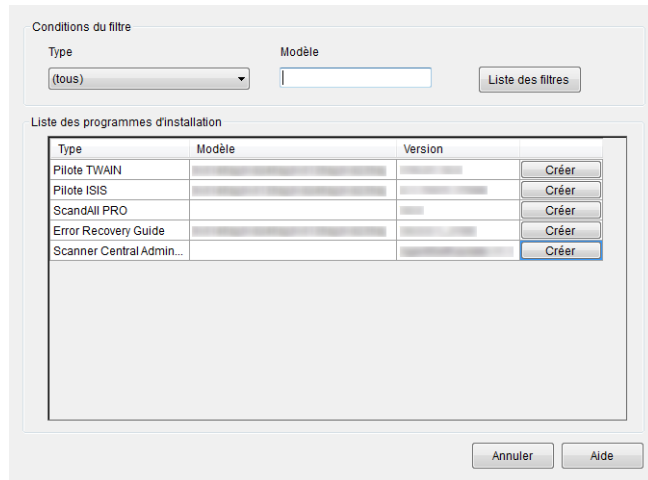 Conditions du filtre
Type Modèle
(tous) Liste des filtres
Liste des programmes d'installation
Type Modèle Version
Pilote TWAIN Créer
Pilote ISIS Créer
ScandAll PRO Créer
Error Recovery Guide Créer
Scanner Central Admin... Créer
Annuler Aide